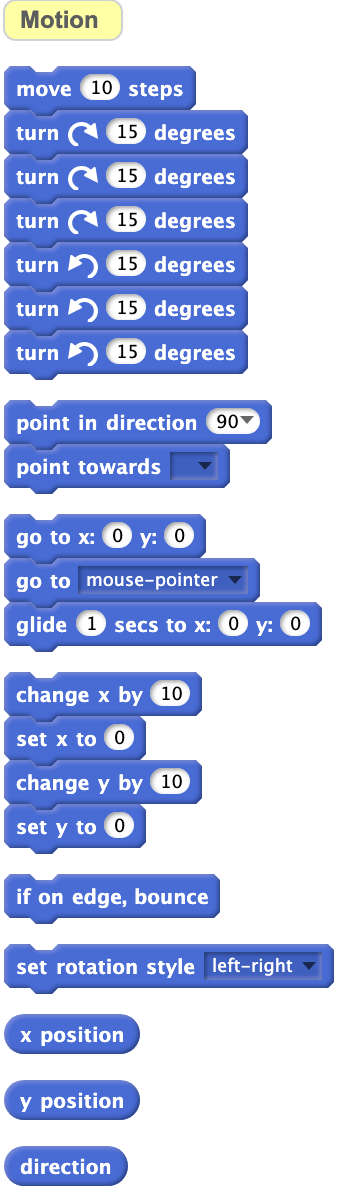 Motion
move 10 steps
turn 15 degrees
turn 15 degrees
turn 15 degrees
turn 15 degrees
turn 15 degrees
turn 15 degrees
point in direction 90
point towards
go to x: 0 y: 0
go to mouse-pointer
glide 1 secs to x: 0 y: 0
change x by 10
set x to 0
change y by 10
set y to 0
if on edge, bounce
set rotation style left-right
x position
y position
direction